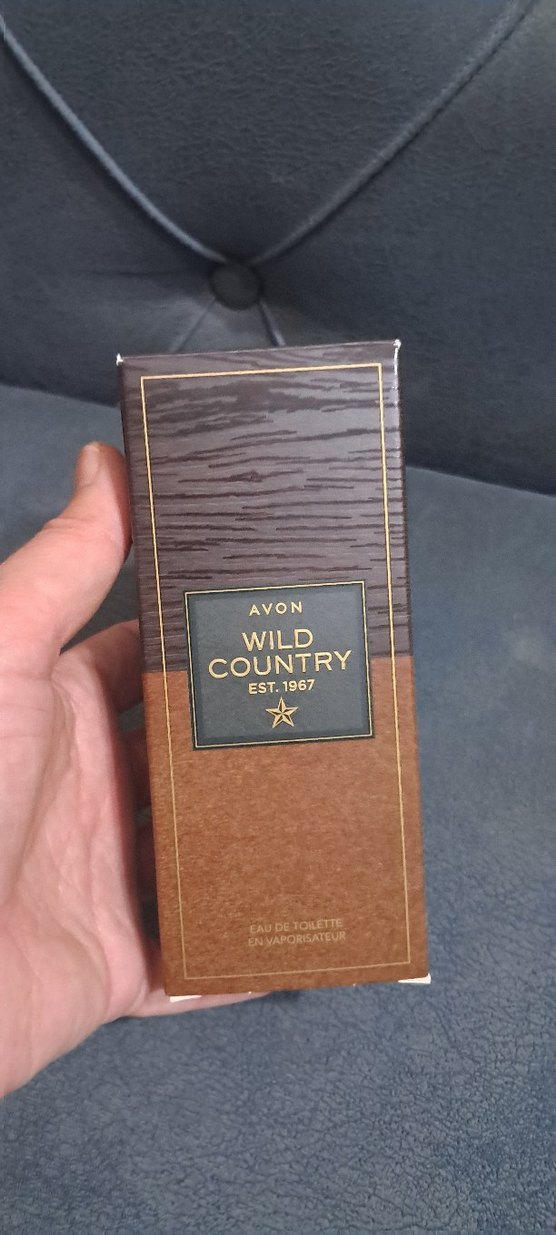 AVON
WILD
COUNTRY
EST. 1967
EAU DE TOILETTE
EN VAPORISATEUR